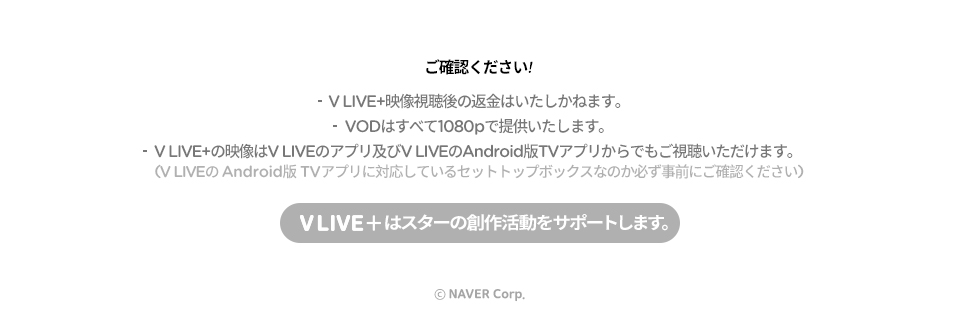 ご確認ください!
- V LIVE+映像視聴後の返金はいたしかねます。
- VODはすべて1080pで提供いたします。
- V LIVE+の映像はV LIVEのアプリ及びV LIVEのAndroid版TVアプリからでもご視聴いただけます。
(V LIVEの Android版 TVアプリに対応しているセットトップボックスなのか必ず事前にご確認ください)
V LIVE+はスターの創作活動をサポートします。
ⓒ NAVER Corp.